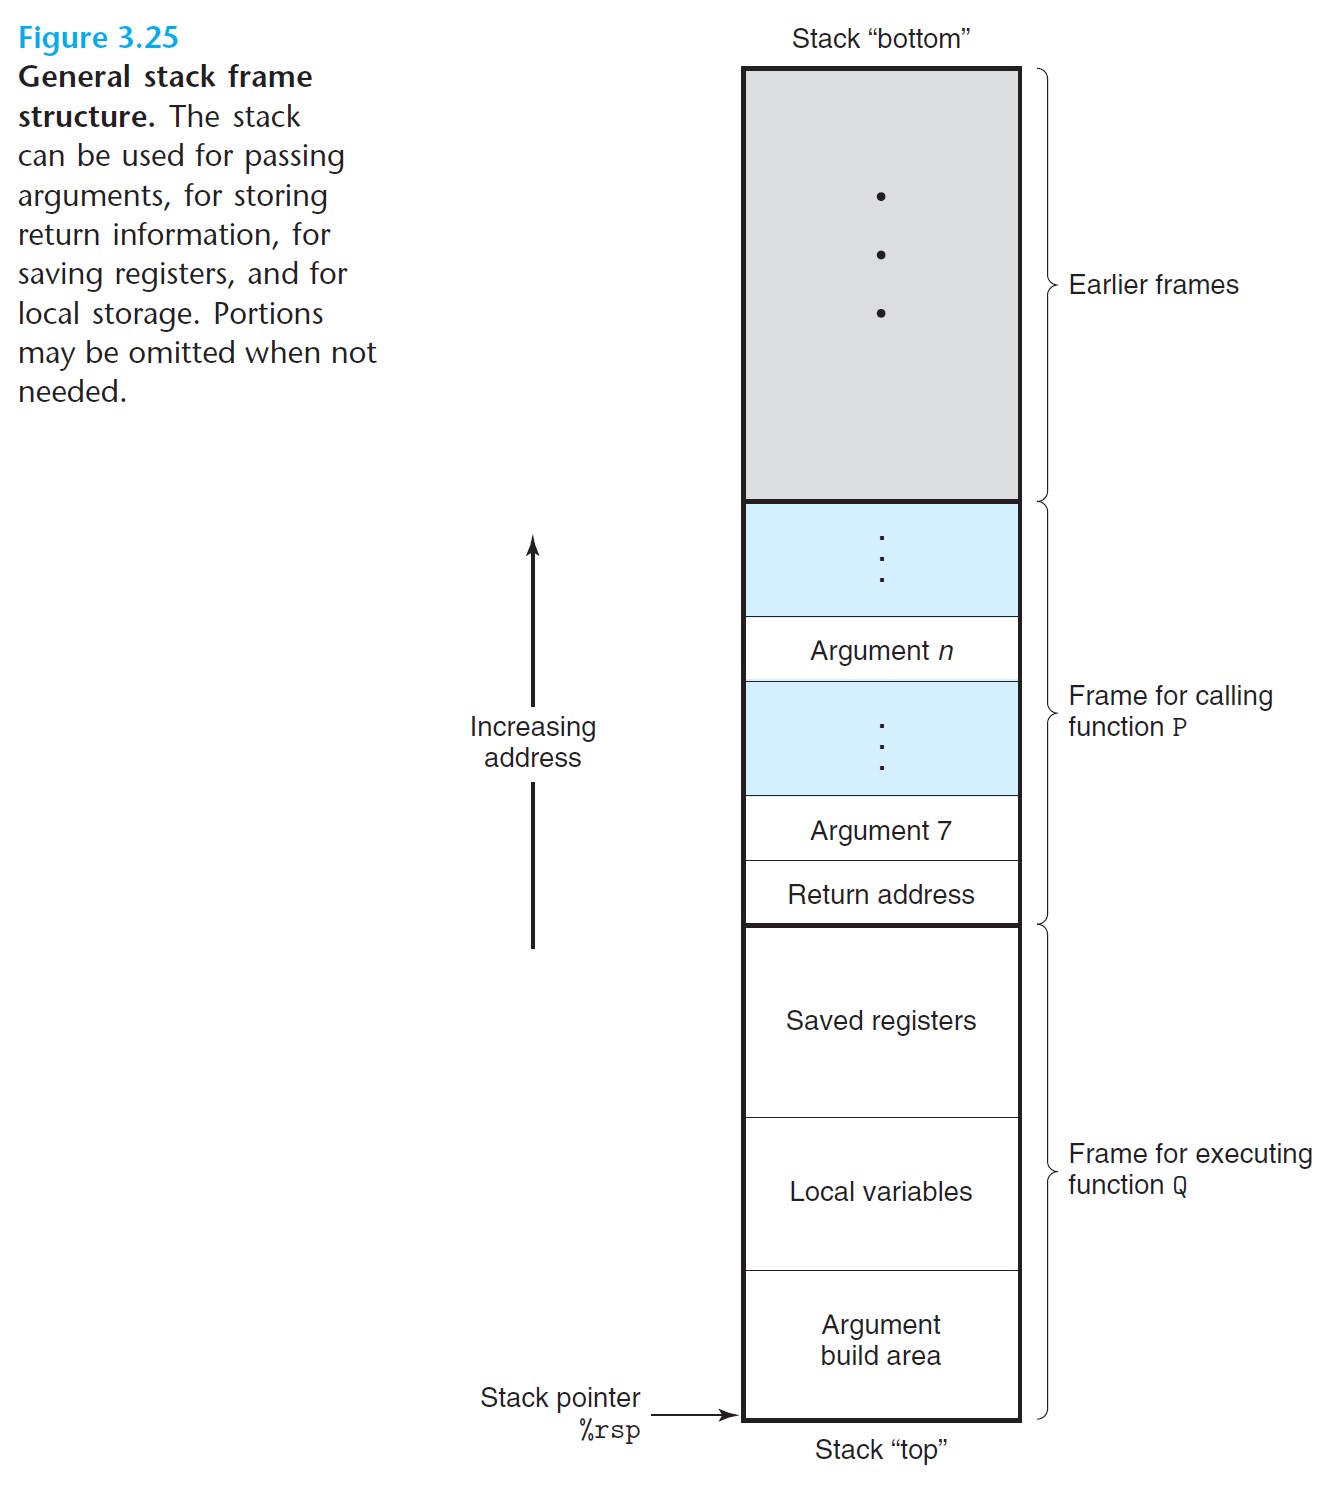 Figure 3.25
General stack frame
structure. The stack
can be used for passing
arguments, for storing
return information, for
saving registers, and for
local storage. Portions
may be omitted when not
needed.
Stack “bottom”
Earlier frames
Increasing
address
Argument n
Argument 7
Return address
Frame for calling
function P
Saved registers
Local variables
Argument
build area
Frame for executing
function Q
Stack pointer
%rsp
Stack “top”